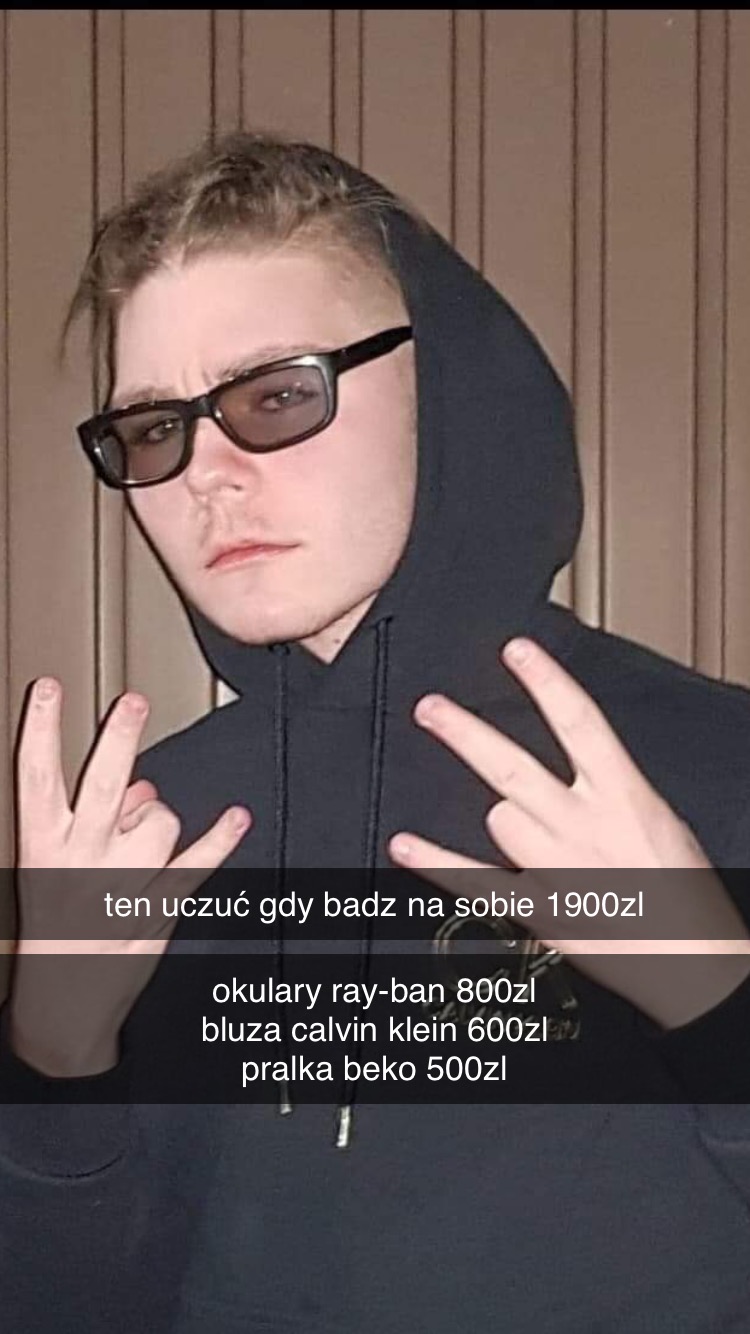 ten uczuć gdy badz na sobie 1900zl
okulary ray-ban 800zl
bluza calvin klein 600zl
pralka beko 500zl